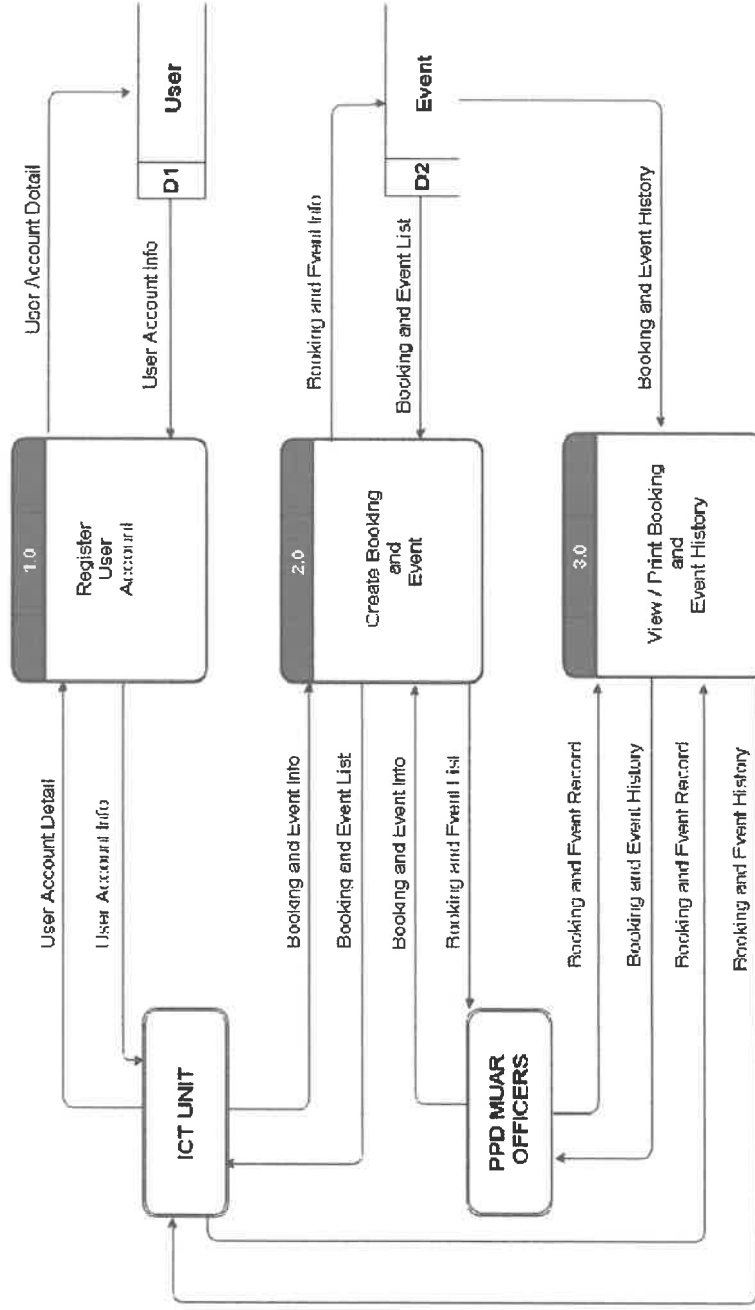 User Account Detail
User Account Info
ICT UNIT
Booking and Event Info
Booking and Event List
Booking and Event Info
Booking and Event List
PPD MUAR
OFFICERS
Booking and Event Record
Booking and Event History
Booking and Event Record
Booking and Event History
1.0
Register
User
Account
2.0
Create Booking
and
Event
3.0
View / Print Booking
and
Event History
User Account Detail
User Account Info
D1
User
Booking and Event Info
Booking and Event List
D2
Event
Booking and Event History